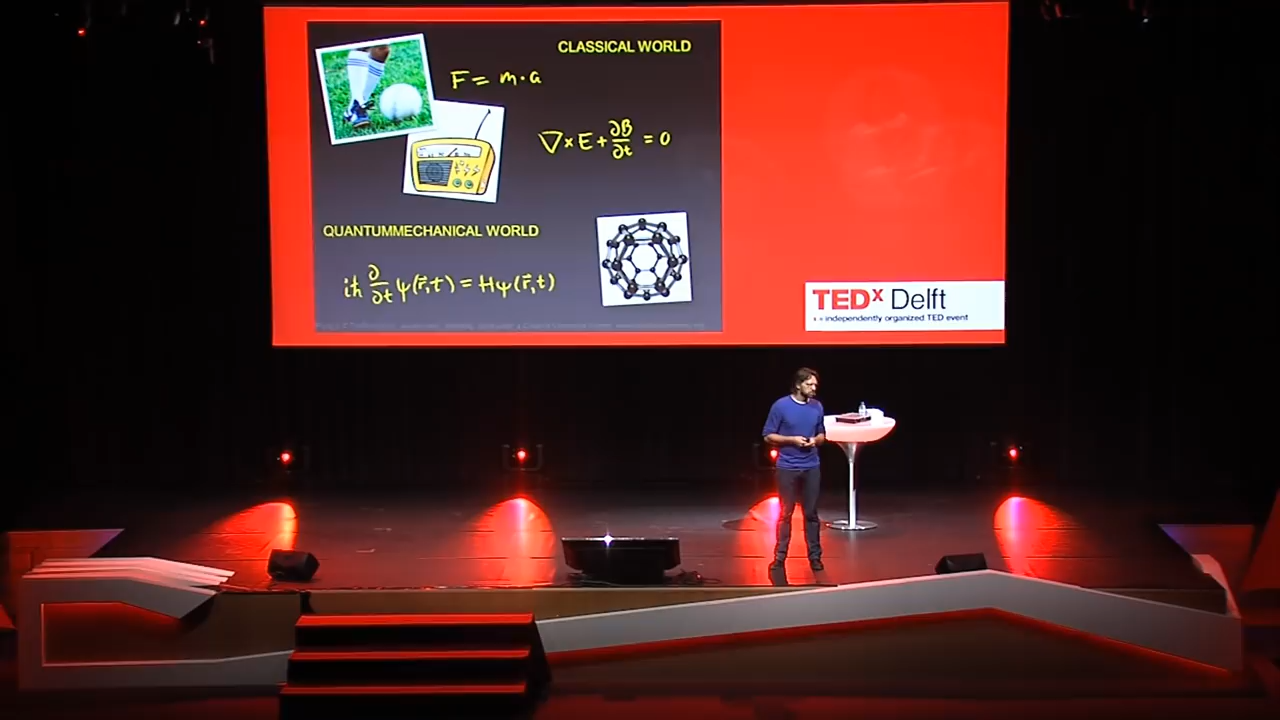 CLASSICAL WORLD
F = m·a
∇×E + ∂B/∂t = 0
QUANTUMMECHANICAL WORLD
iħ ∂/∂t ψ(r⃗,t) = Hψ(r⃗,t)
TEDx Delft
x = independently organized TED event